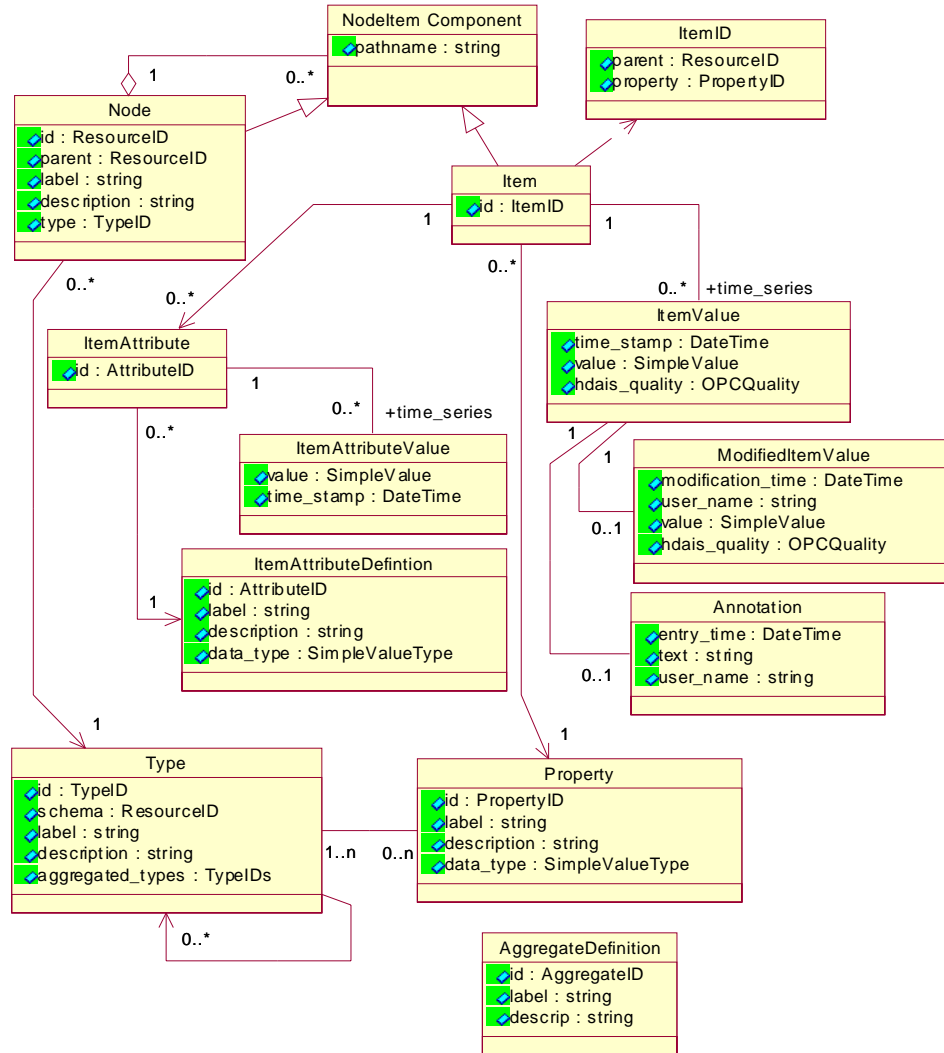 NodeItem Component
pathname : string
ItemID
parent : ResourceID
property : PropertyID
1
0..*
Node
id : ResourceID
parent : ResourceID
label : string
description : string
type : TypeID
Item
id : ItemID
1
1
0..*
0..*
0..*
0..*
+time_series
ItemAttribute
id : AttributeID
ItemValue
time_stamp : DateTime
value : SimpleValue
hdais_quality : OPCQuality
1
0..*
+time_series
0..*
1
1
ItemAttributeValue
value : SimpleValue
time_stamp : DateTime
ModifiedItemValue
modification_time : DateTime
user_name : string
value : SimpleValue
hdais_quality : OPCQuality
0..1
ItemAttributeDefintion
id : AttributeID
label : string
description : string
data_type : SimpleValueType
1
Annotation
entry_time : DateTime
text : string
user_name : string
0..1
1
1
Type
id : TypeID
schema : ResourceID
label : string
description : string
aggregated_types : TypeIDs
Property
id : PropertyID
label : string
description : string
data_type : SimpleValueType
1..n
0..n
0..*
AggregateDefinition
id : AggregateID
label : string
descrip : string